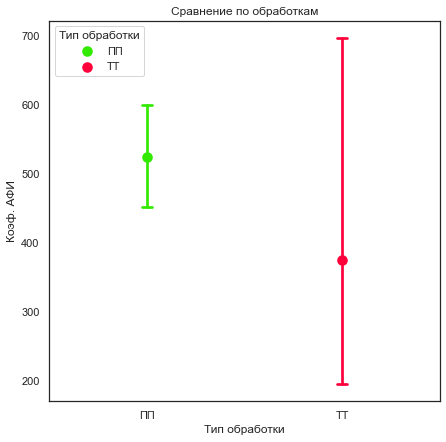 Сравнение по обработкам
Тип обработки
ПП
ТТ
Коэф. АФИ
700
600
500
400
300
200
ПП
ТТ
Тип обработки